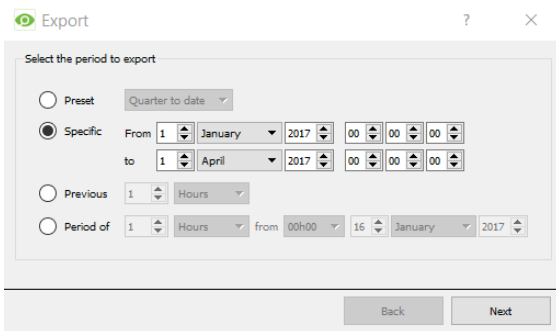 Export ?
Select the period to export
Preset Quarter to date
Specific From 1 January 2017 00 00 00
to 1 April 2017 00 00 00
Previous 1 Hours
Period of 1 Hours from 00h00 16 January 2017
Back Next